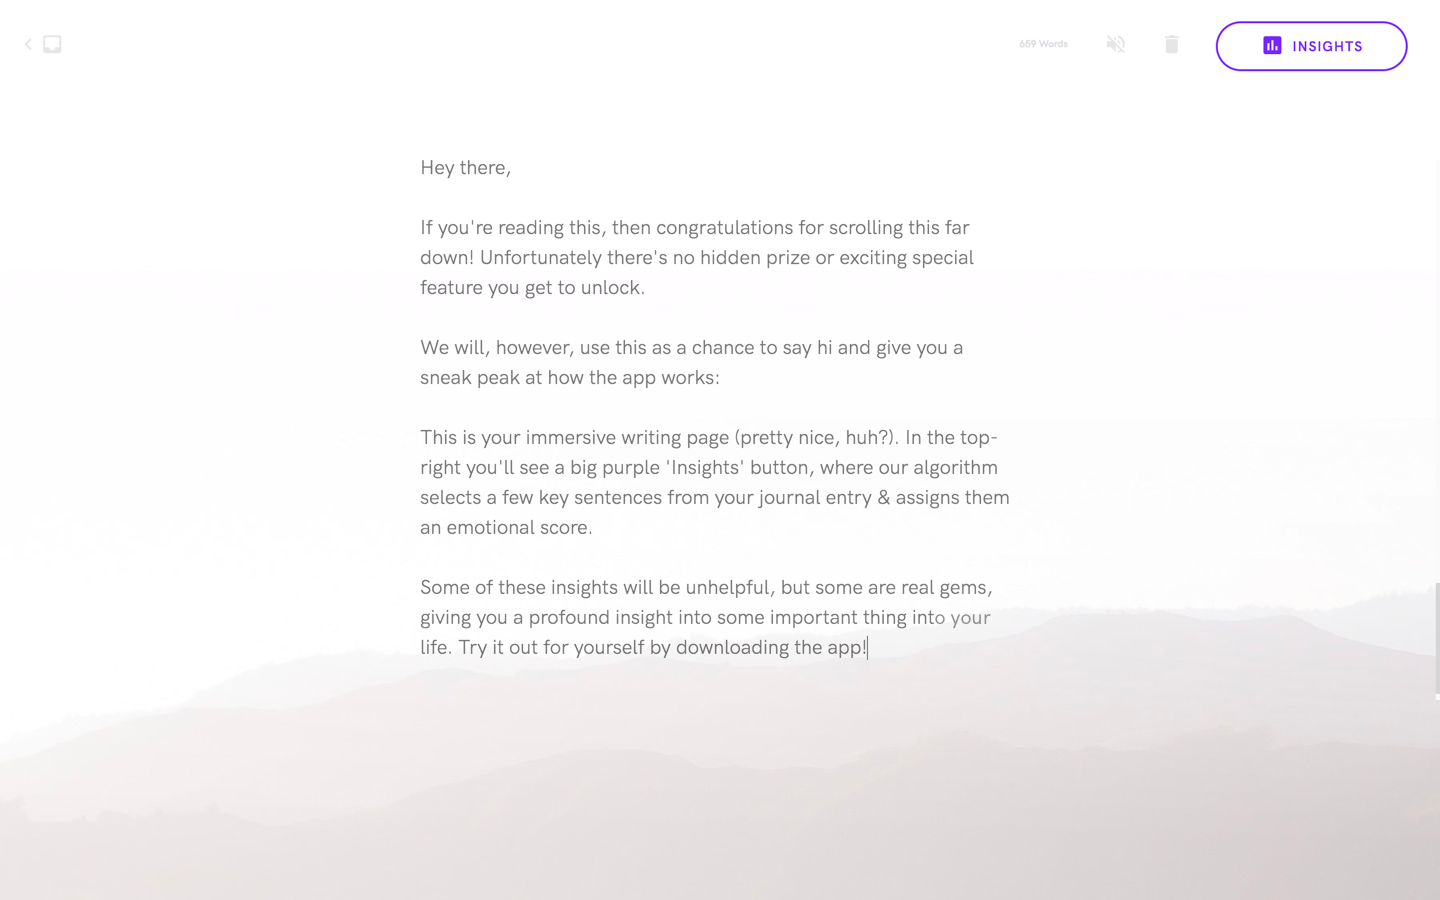 659 Words
INSIGHTS
Hey there,
If you're reading this, then congratulations for scrolling this far
down! Unfortunately there's no hidden prize or exciting special
feature you get to unlock.
We will, however, use this as a chance to say hi and give you a
sneak peak at how the app works:
This is your immersive writing page (pretty nice, huh?). In the top-
right you'll see a big purple 'Insights' button, where our algorithm
selects a few key sentences from your journal entry & assigns them
an emotional score.
Some of these insights will be unhelpful, but some are real gems,
giving you a profound insight into some important thing into your
life. Try it out for yourself by downloading the app!